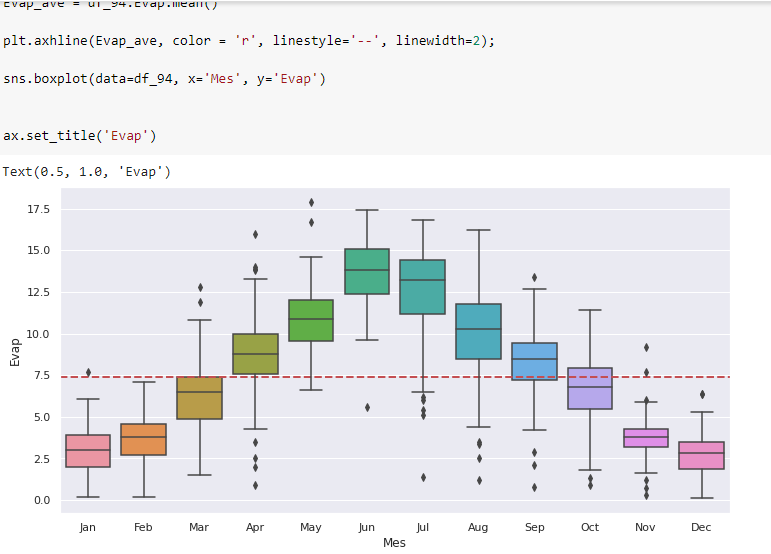 Evap_ave = df_94.Evap.mean()
plt.axhline(Evap_ave, color = 'r', linestyle='--', linewidth=2);
sns.boxplot(data=df_94, x='Mes', y='Evap')
ax.set_title('Evap')
Text(0.5, 1.0, 'Evap')
17.5
15.0
12.5
10.0
7.5
5.0
2.5
0.0
Evap
Jan Feb Mar Apr May Jun Jul Aug Sep Oct Nov Dec
Mes